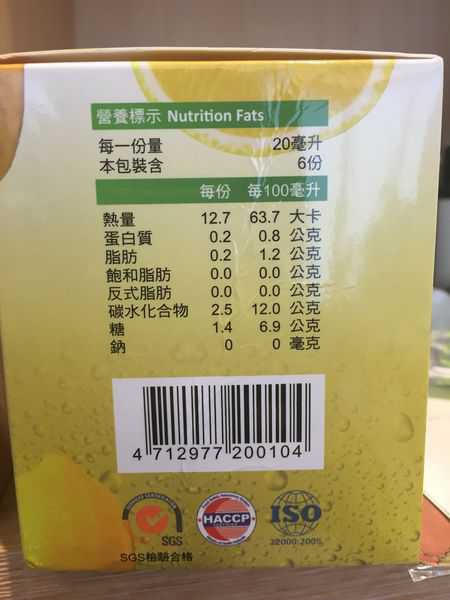 營養標示 Nutrition Fats
每一份量 20毫升
本包裝含 6份
每份 每100毫升
熱量 12.7 63.7 大卡
蛋白質 0.2 0.8 公克
脂肪 0.2 1.2 公克
飽和脂肪 0.0 0.0 公克
反式脂肪 0.0 0.0 公克
碳水化合物 2.5 12.0 公克
糖 1.4 6.9 公克
鈉 0 0 毫克
4 712977 200104
SGS
HACCP
ISO
22000:2005
SGS檢驗合格